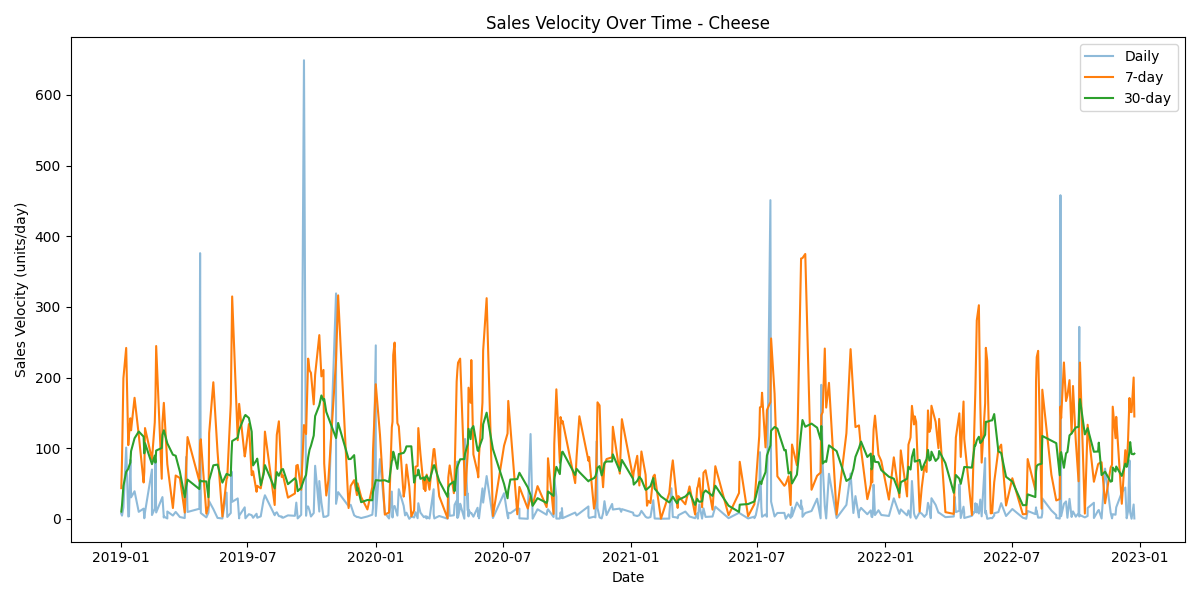 Sales Velocity Over Time - Cheese
Daily
7-day
30-day
Sales Velocity (units/day)
600
500
400
300
200
100
0
2019-01 2019-07 2020-01 2020-07 2021-01 2021-07 2022-01 2022-07 2023-01
Date